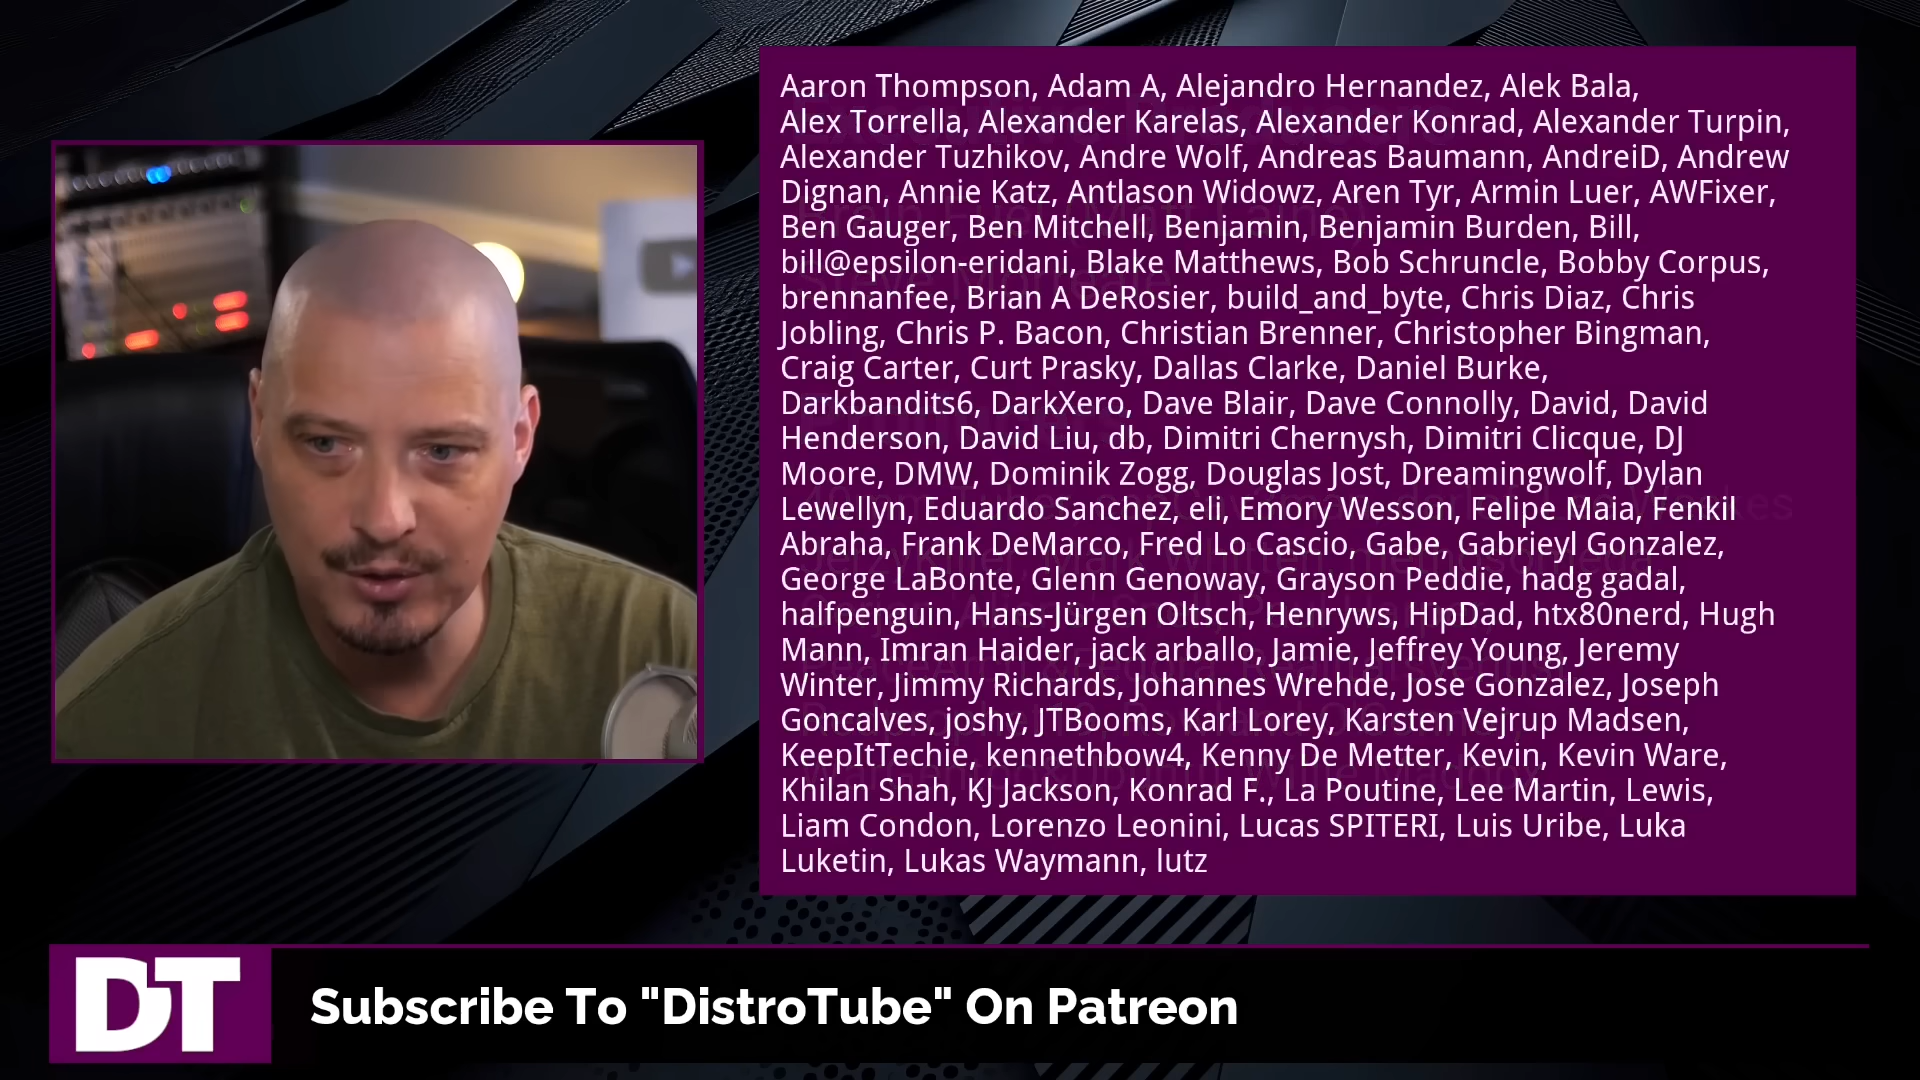 Aaron Thompson, Adam A, Alejandro Hernandez, Alek Bala,
Alex Torrella, Alexander Karelas, Alexander Konrad, Alexander Turpin,
Alexander Tuzhikov, Andre Wolf, Andreas Baumann, AndreiD, Andrew
Dignan, Annie Katz, Antlason Widowz, Aren Tyr, Armin Luer, AWFixer,
Ben Gauger, Ben Mitchell, Benjamin, Benjamin Burden, Bill,
bill@epsilon-eridani, Blake Matthews, Bob Schruncle, Bobby Corpus,
brennanfee, Brian A DeRosier, build_and_byte, Chris Diaz, Chris
Jobling, Chris P. Bacon, Christian Brenner, Christopher Bingman,
Craig Carter, Curt Prasky, Dallas Clarke, Daniel Burke,
Darkbandits6, DarkXero, Dave Blair, Dave Connolly, David, David
Henderson, David Liu, db, Dimitri Chernysh, Dimitri Clicque, DJ
Moore, DMW, Dominik Zogg, Douglas Jost, Dreamingwolf, Dylan
Lewellyn, Eduardo Sanchez, eli, Emory Wesson, Felipe Maia, Fenkil
Abraha, Frank DeMarco, Fred Lo Cascio, Gabe, Gabrieyl Gonzalez,
George LaBonte, Glenn Genoway, Grayson Peddie, hadg gadal,
halfpenguin, Hans-Jürgen Oltsch, Henryws, HipDad, htx80nerd, Hugh
Mann, Imran Haider, jack arballo, Jamie, Jeffrey Young, Jeremy
Winter, Jimmy Richards, Johannes Wrehde, Jose Gonzalez, Joseph
Goncalves, joshy, JTBooms, Karl Lorey, Karsten Vejrup Madsen,
KeepItTechie, kennethbow4, Kenny De Metter, Kevin, Kevin Ware,
Khilan Shah, KJ Jackson, Konrad F., La Poutine, Lee Martin, Lewis,
Liam Condon, Lorenzo Leonini, Lucas SPITERI, Luis Uribe, Luka
Luketin, Lukas Waymann, lutz
DT
Subscribe To "DistroTube" On Patreon